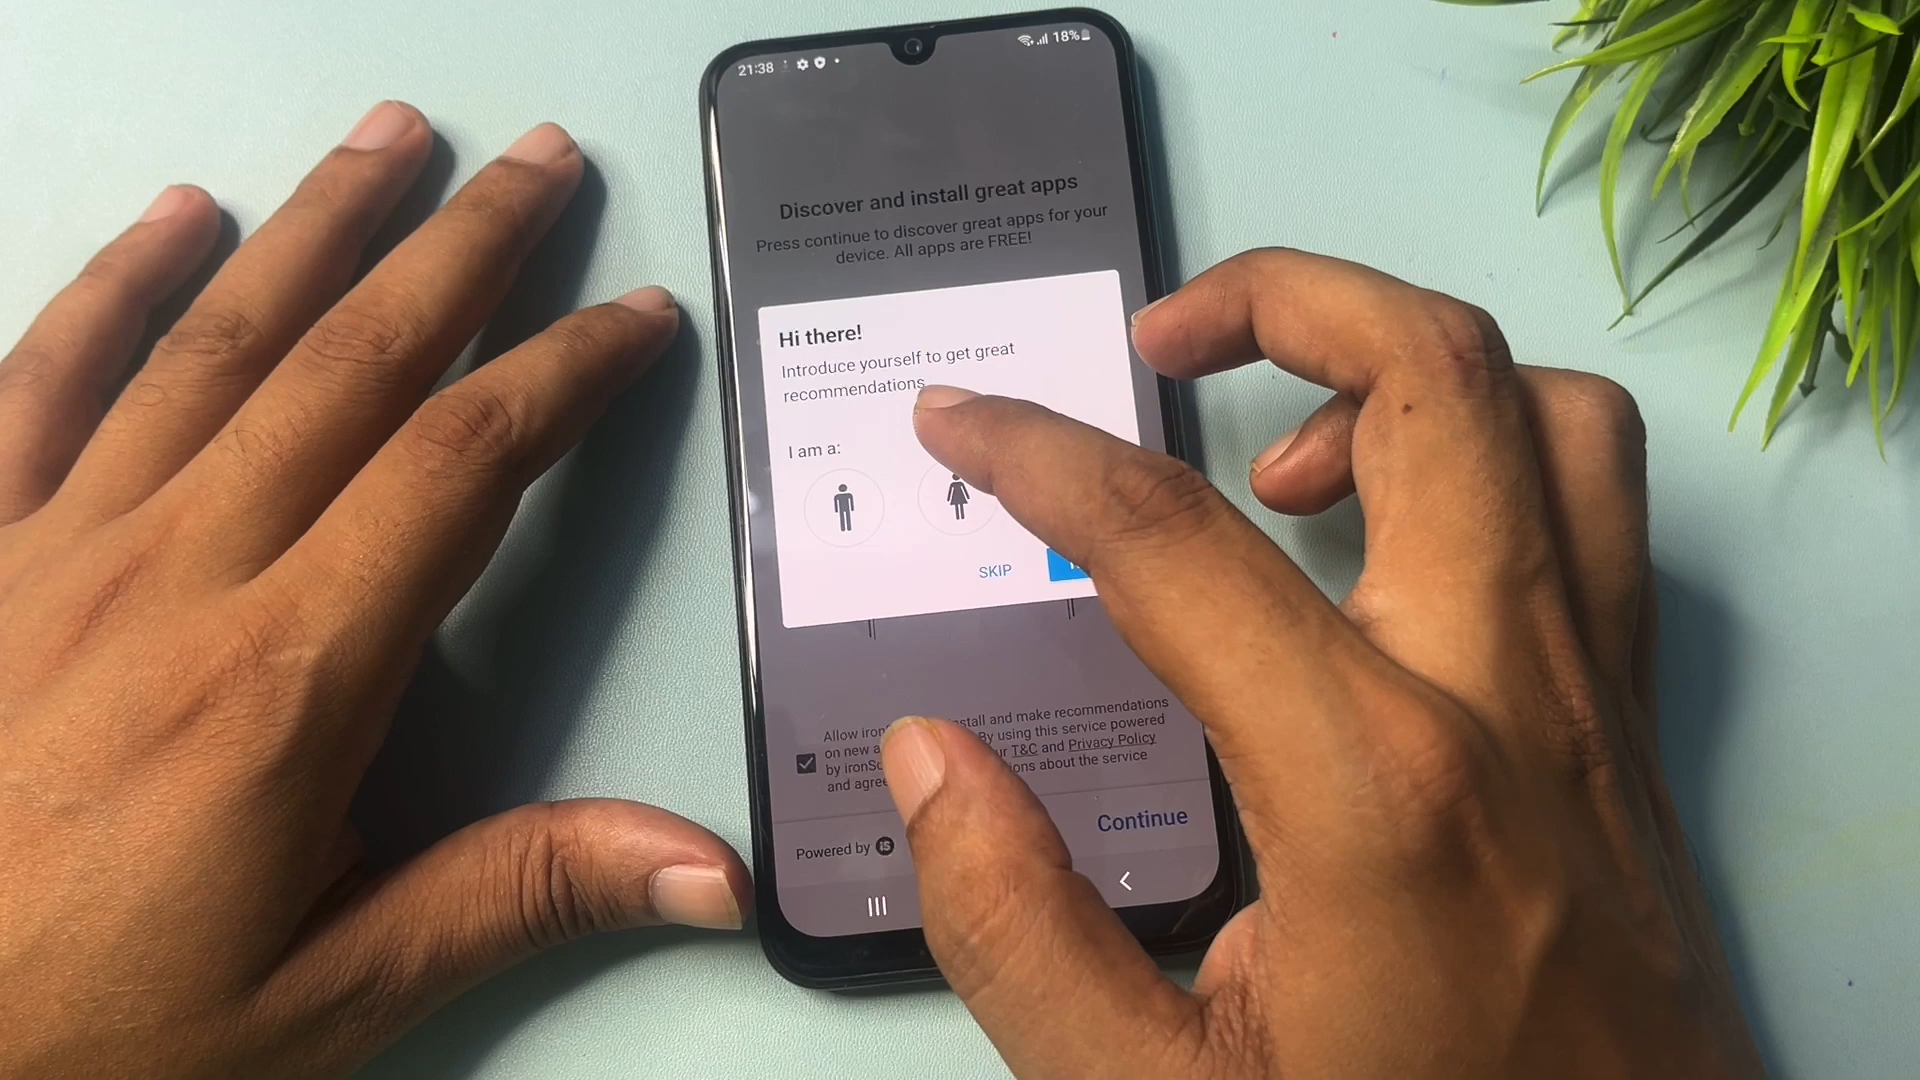 21:38
18%
Discover and install great apps
Press continue to discover great apps for your
device. All apps are FREE!
Hi there!
Introduce yourself to get great
recommendations
I am a:
SKIP
Allow install and make recommendations
on new By using this service powered
by T&C and Privacy Policy
and about the service
Continue
Powered by iS